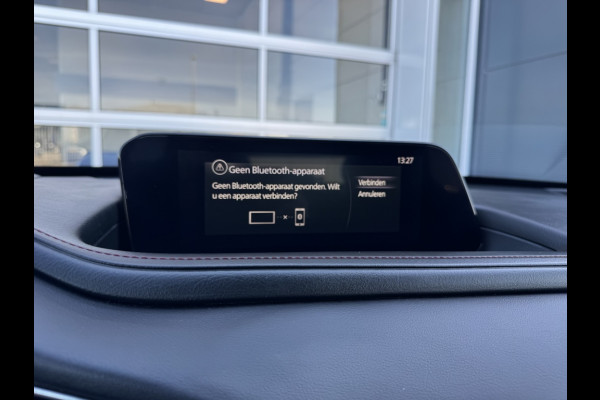 13:27
Geen Bluetooth-apparaat
Geen Bluetooth-apparaat gevonden. Wilt
u een apparaat verbinden?
Verbinden
Annuleren